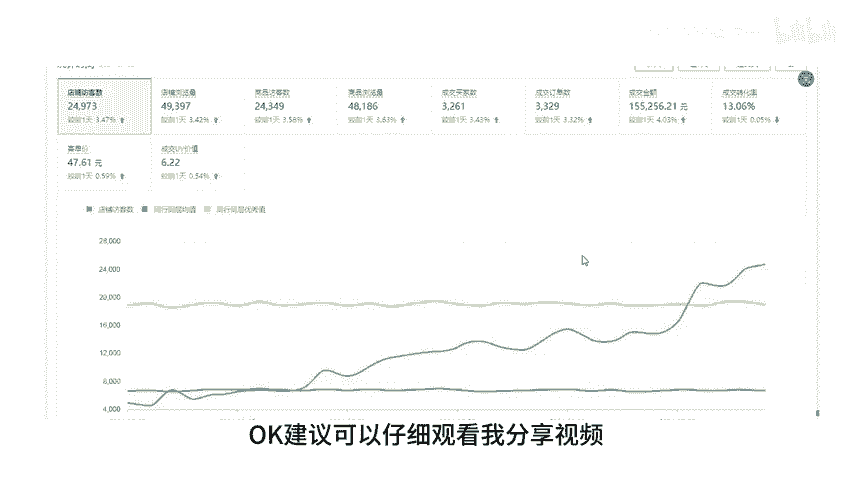 店铺访客数 店铺浏览量 商品访客数 商品浏览量 成交买家数 成交订单数 成交金额 成交转化率
24,973 49,397 24,349 48,186 3,261 3,329 155,256.21 元 13.06%
较前1天 3.47% 较前1天 3.42% 较前1天 3.58% 较前1天 3.63% 较前1天 3.43% 较前1天 3.32% 较前1天 4.03% 较前1天 0.05%
客单价 成交UV价值
47.61 元 6.22
较前1天 0.59% 较前1天 0.54%
店铺访客数 同行同层均值 同行同层优秀值
28,000
24,000
20,000
16,000
12,000
8,000
4,000
OK建议可以仔细观看我分享视频